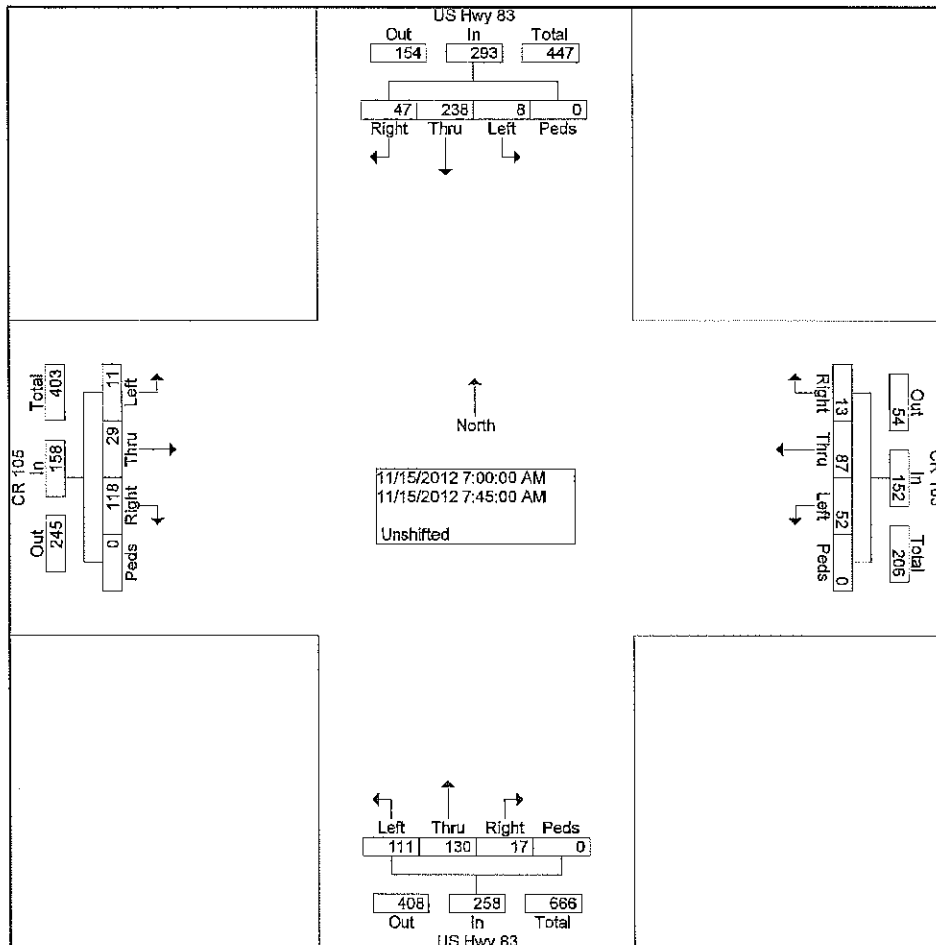 US Hwy 83
Out In Total
154 293 447
47 238 8 0
Right Thru Left Peds
Total In Out
403 158 245
CR 105
11 29 118 0
Left Thru Right Peds
North
11/15/2012 7:00:00 AM
11/15/2012 7:45:00 AM
Unshifted
Right Thru Left Peds
13 87 52 0
Out In Total
54 152 206
CR
Left Thru Right Peds
111 130 17 0
408 258 666
Out In Total
US Hwy 83